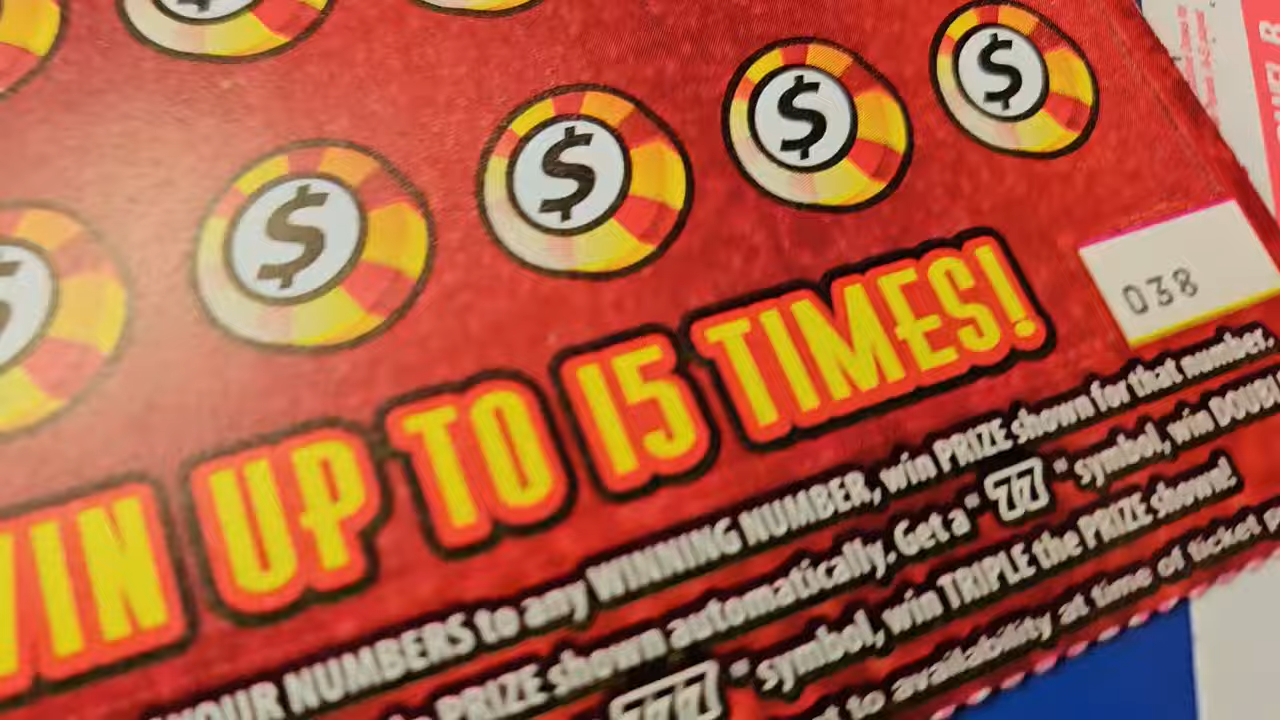 $ $ $ $
038
WIN UP TO 15 TIMES!
YOUR NUMBERS to any WINNING NUMBER, win PRIZE shown for that number.
PRIZE shown automatically. Get a "77" symbol, win
symbol, win TRIPLE the PRIZE shown!
to availability at time of ticket